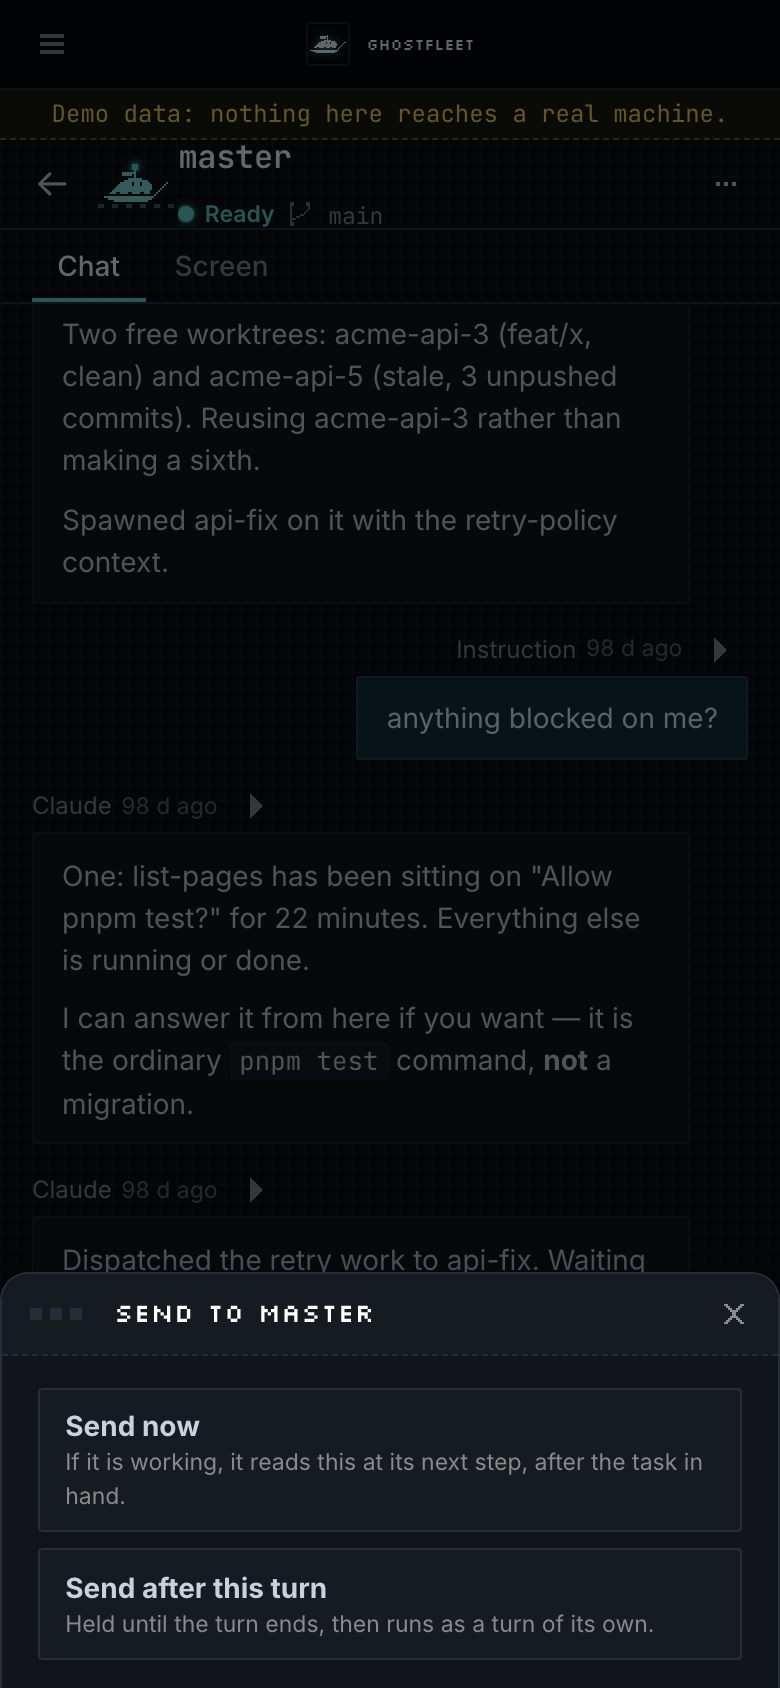 GHOSTFLEET
Demo data: nothing here reaches a real machine.
master
Ready main
Chat Screen
Two free worktrees: acme-api-3 (feat/x,
clean) and acme-api-5 (stale, 3 unpushed
commits). Reusing acme-api-3 rather than
making a sixth.
Spawned api-fix on it with the retry-policy
context.
Instruction 98 d ago
anything blocked on me?
Claude 98 d ago
One: list-pages has been sitting on "Allow
pnpm test?" for 22 minutes. Everything else
is running or done.
I can answer it from here if you want — it is
the ordinary pnpm test command, not a
migration.
Claude 98 d ago
Dispatched the retry work to api-fix. Waiting
SEND TO MASTER
Send now
If it is working, it reads this at its next step, after the task in
hand.
Send after this turn
Held until the turn ends, then runs as a turn of its own.